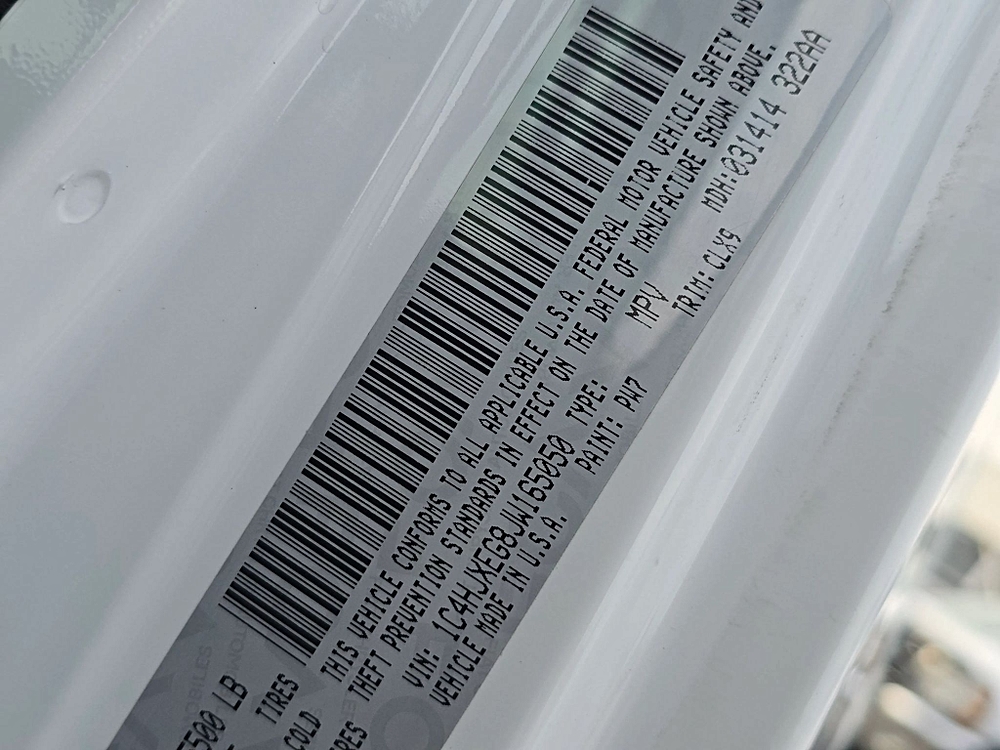 500 LB
TIRES
COLD
THIS VEHICLE CONFORMS TO ALL APPLICABLE U.S.A. FEDERAL MOTOR VEHICLE SAFETY AND
THEFT PREVENTION STANDARDS IN EFFECT ON THE DATE OF MANUFACTURE SHOWN ABOVE.
VIN: 1C4HJXEG8JW165050 TYPE: MPV MDH:031414 322AA
VEHICLE MADE IN U.S.A. PAINT: PW7 TRIM: CLX9